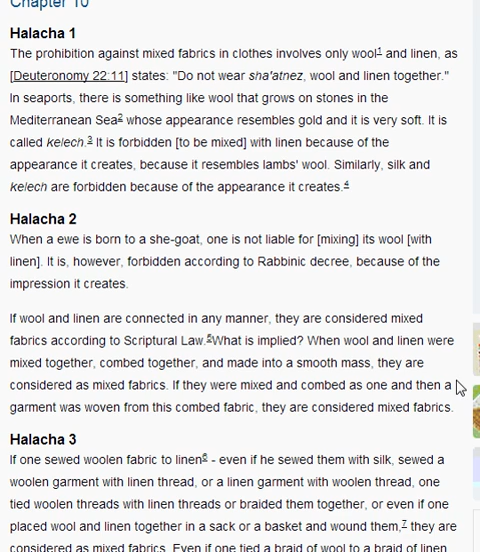 Chapter 10
Halacha 1
The prohibition against mixed fabrics in clothes involves only wool1 and linen, as
[Deuteronomy 22:11] states: "Do not wear sha'atnez, wool and linen together."
In seaports, there is something like wool that grows on stones in the
Mediterranean Sea2 whose appearance resembles gold and it is very soft. It is
called kelech.3 It is forbidden [to be mixed] with linen because of the
appearance it creates, because it resembles lambs' wool. Similarly, silk and
kelech are forbidden because of the appearance it creates.4
Halacha 2
When a ewe is born to a she-goat, one is not liable for [mixing] its wool [with
linen]. It is, however, forbidden according to Rabbinic decree, because of the
impression it creates.
If wool and linen are connected in any manner, they are considered mixed
fabrics according to Scriptural Law.5What is implied? When wool and linen were
mixed together, combed together, and made into a smooth mass, they are
considered as mixed fabrics. If they were mixed and combed as one and then a
garment was woven from this combed fabric, they are considered mixed fabrics.
Halacha 3
If one sewed woolen fabric to linen6 - even if he sewed them with silk, sewed a
woolen garment with linen thread, or a linen garment with woolen thread, one
tied woolen threads with linen threads or braided them together, or even if one
placed wool and linen together in a sack or a basket and wound them,7 they are
considered as mixed fabrics. Even if one tied a braid of wool to a braid of linen